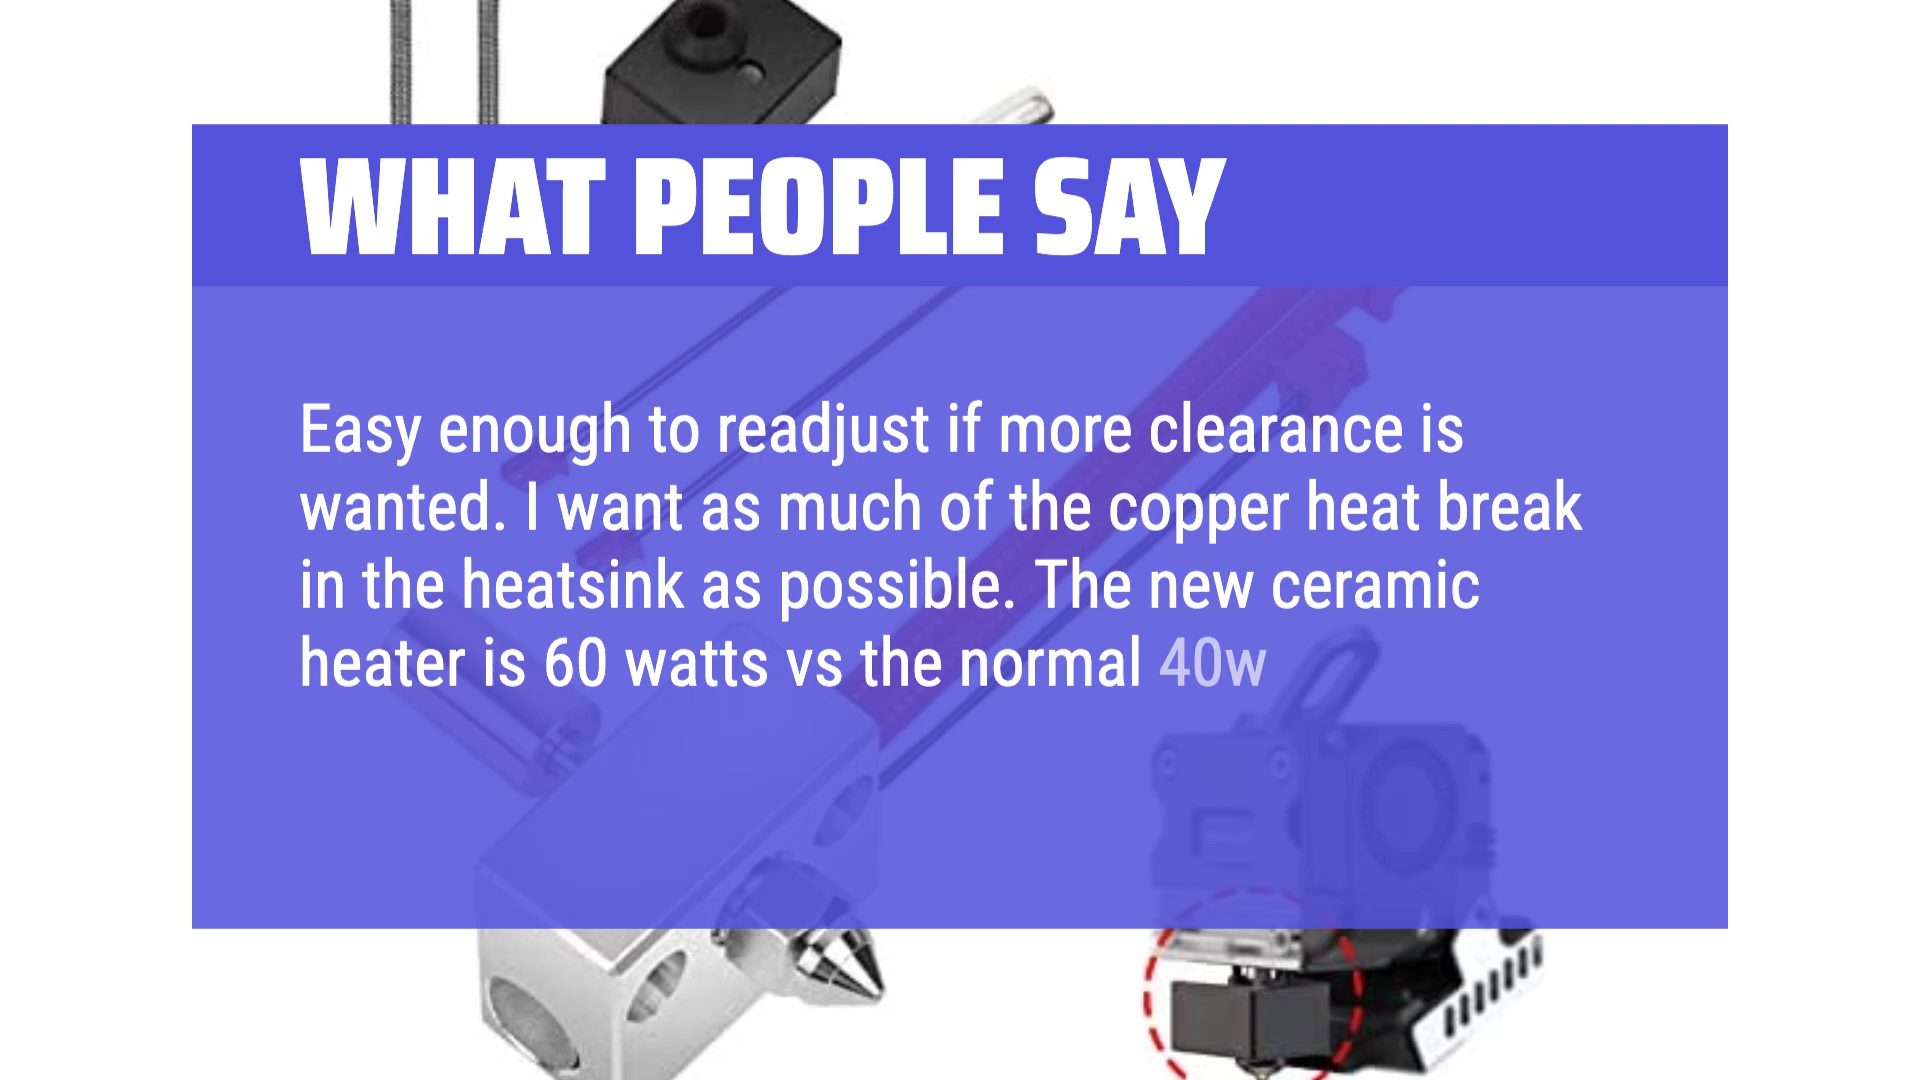 WHAT PEOPLE SAY
Easy enough to readjust if more clearance is
wanted. I want as much of the copper heat break
in the heatsink as possible. The new ceramic
heater is 60 watts vs the normal 40w